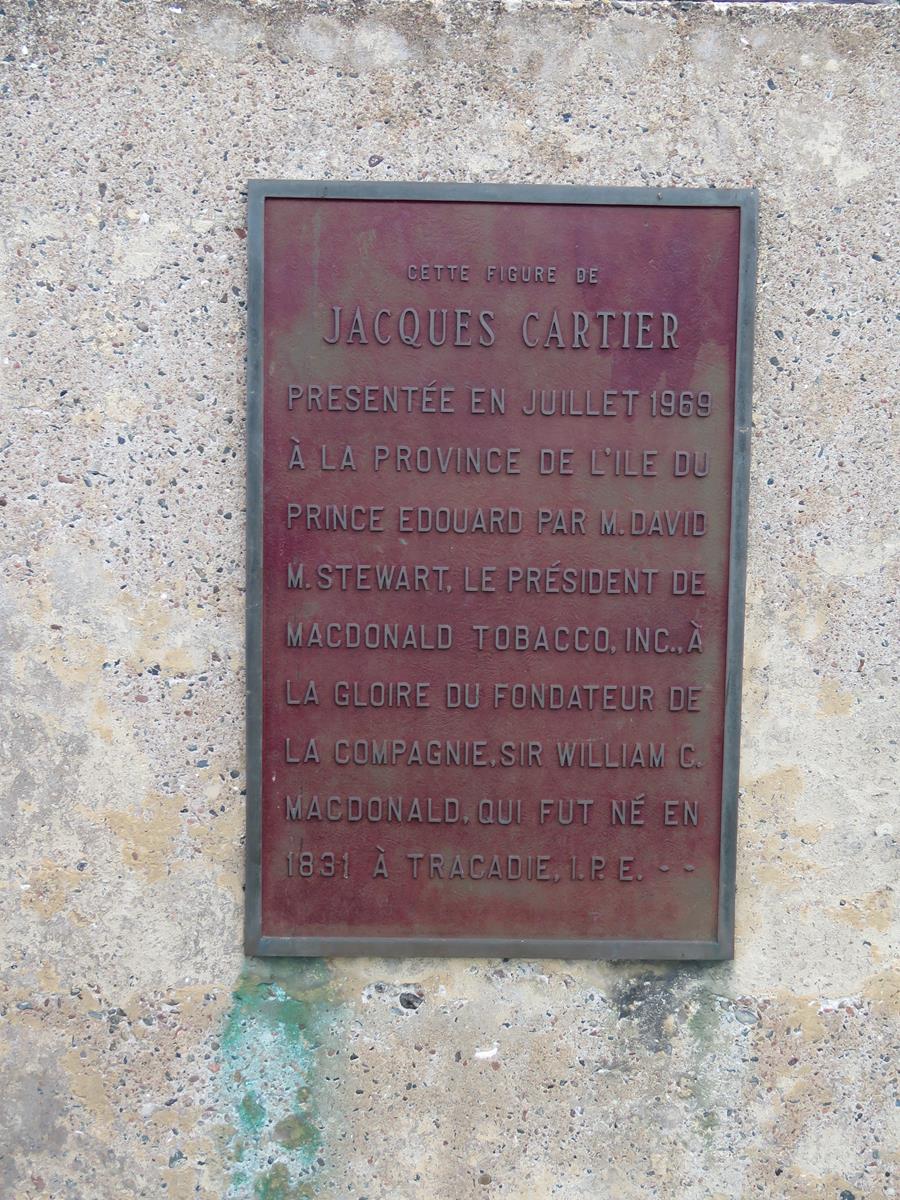 CETTE FIGURE DE
JACQUES CARTIER
PRESENTÉE EN JUILLET 1969
À LA PROVINCE DE L'ILE DU
PRINCE EDOUARD PAR M. DAVID
M. STEWART, LE PRÉSIDENT DE
MACDONALD TOBACCO, INC., À
LA GLOIRE DU FONDATEUR DE
LA COMPAGNIE, SIR WILLIAM C.
MACDONALD, QUI FUT NÉ EN
1831 À TRACADIE, I.P.E. - -